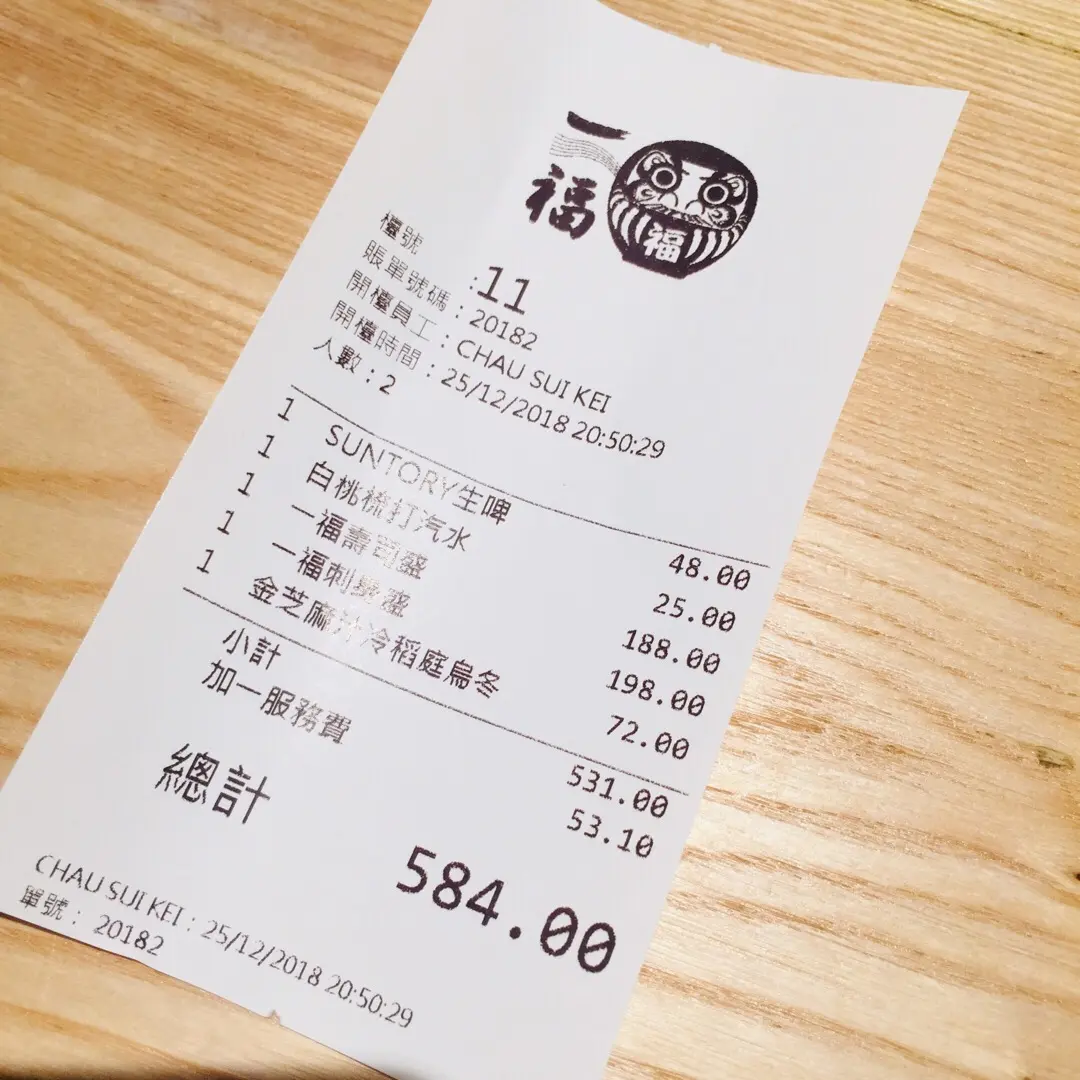 一福
福
檯號 :11
賬單號碼 : 20182
開檯員工 : CHAU SUI KEI
開檯時間 : 25/12/2018 20:50:29
人數 : 2
1 SUNTORY生啤 48.00
1 白桃梳打汽水 25.00
1 一福壽司盛 188.00
1 一福刺身盛 198.00
1 金芝麻汁冷稻庭烏冬 72.00
小計 531.00
加一服務費 53.10
總計 584.00
CHAU SUI KEI : 25/12/2018 20:50:29
單號 : 20182